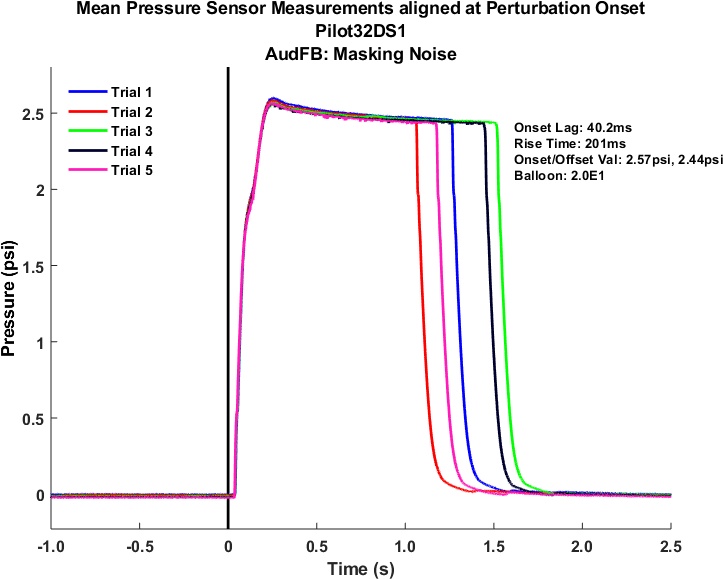 Mean Pressure Sensor Measurements aligned at Perturbation Onset
Pilot32DS1
AudFB: Masking Noise
Trial 1
Trial 2
Trial 3
Trial 4
Trial 5
Onset Lag: 40.2ms
Rise Time: 201ms
Onset/Offset Val: 2.57psi, 2.44psi
Balloon: 2.0E1
Pressure (psi)
2.5
2
1.5
1
0.5
0
-1.0 -0.5 0 0.5 1.0 1.5 2.0 2.5
Time (s)